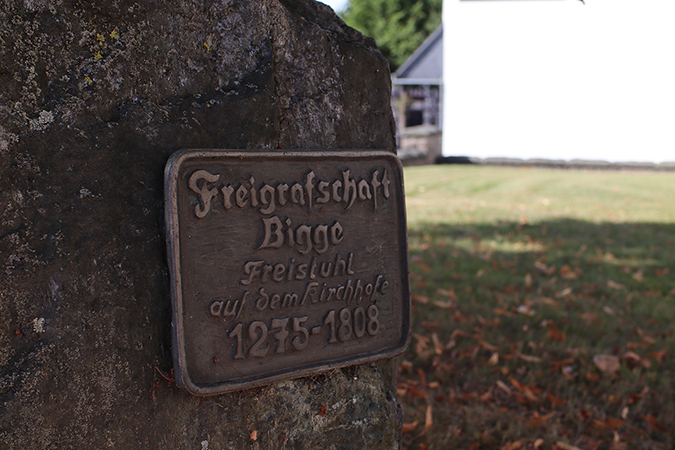 Freigrafschaft
Bigge
Freistuhl
auf dem Kirchhofe
1275-1808